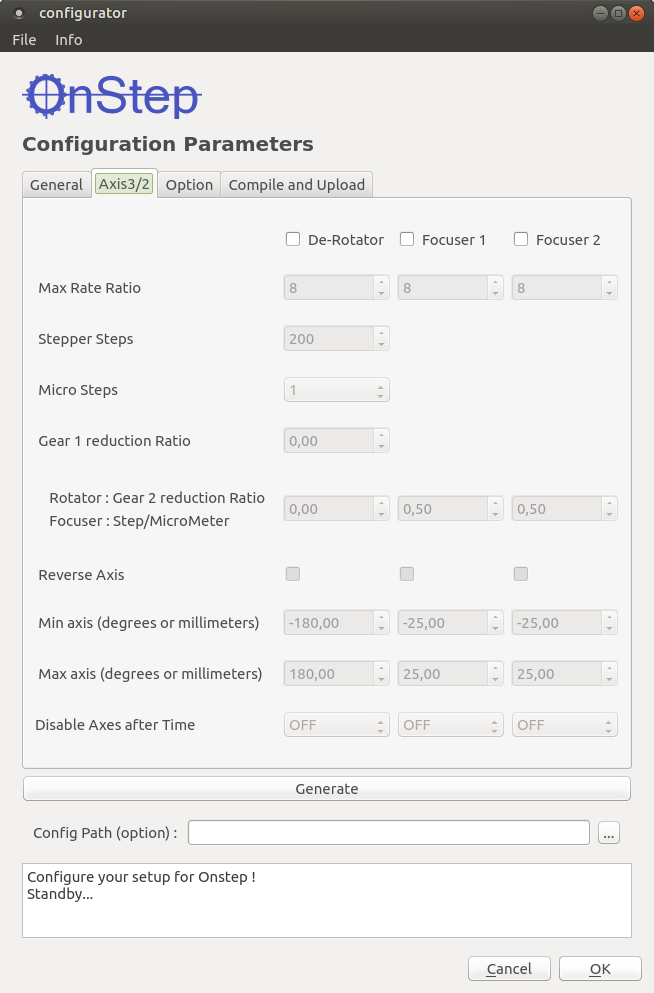 configurator
File Info
OnStep
Configuration Parameters
General Axis3/2 Option Compile and Upload
De-Rotator Focuser 1 Focuser 2
Max Rate Ratio 8 8 8
Stepper Steps 200
Micro Steps 1
Gear 1 reduction Ratio 0,00
Rotator : Gear 2 reduction Ratio
Focuser : Step/MicroMeter 0,00 0,50 0,50
Reverse Axis
Min axis (degrees or millimeters) -180,00 -25,00 -25,00
Max axis (degrees or millimeters) 180,00 25,00 25,00
Disable Axes after Time OFF OFF OFF
Generate
Config Path (option) : ...
Configure your setup for Onstep !
Standby...
Cancel OK